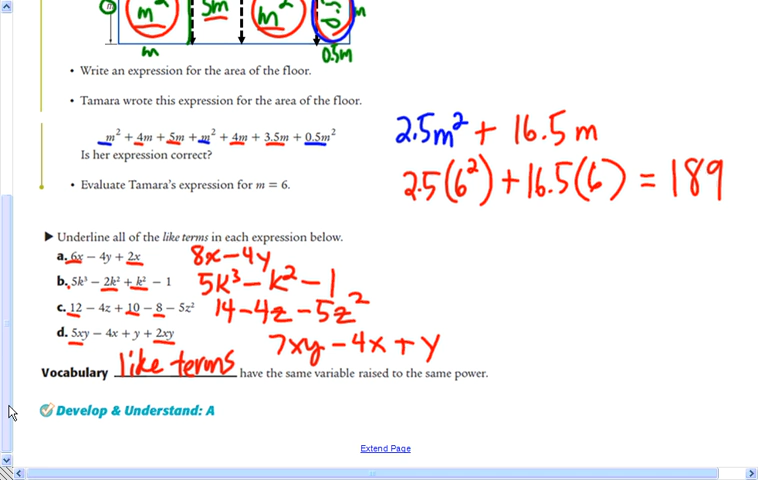 m² 5m m²
m 0.5m m
• Write an expression for the area of the floor.
• Tamara wrote this expression for the area of the floor.
m² + 4m + 5m + m² + 4m + 3.5m + 0.5m²
2.5m² + 16.5m
Is her expression correct?
• Evaluate Tamara's expression for m = 6.
2.5(6²) + 16.5(6) = 189
▶ Underline all of the like terms in each expression below.
a. 6x − 4y + 2x 8x − 4y
b. 5k³ − 2k² + k² − 1 5k³ − k² − 1
c. 12 − 4z + 10 − 8 − 5z² 14 − 4z − 5z²
d. 5xy − 4x + y + 2xy 7xy − 4x + y
Vocabulary like terms have the same variable raised to the same power.
Develop & Understand: A
Extend Page